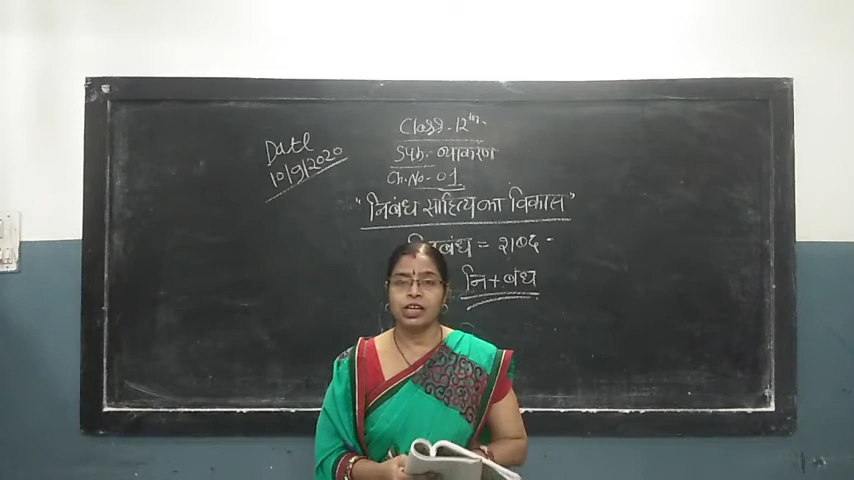 Date
10/9/2020
Class-12th-
Sub.- व्याकरण
Ch.No-01
"निबंध साहित्य का विकास"
निबंध = शब्द -
नि+बंध